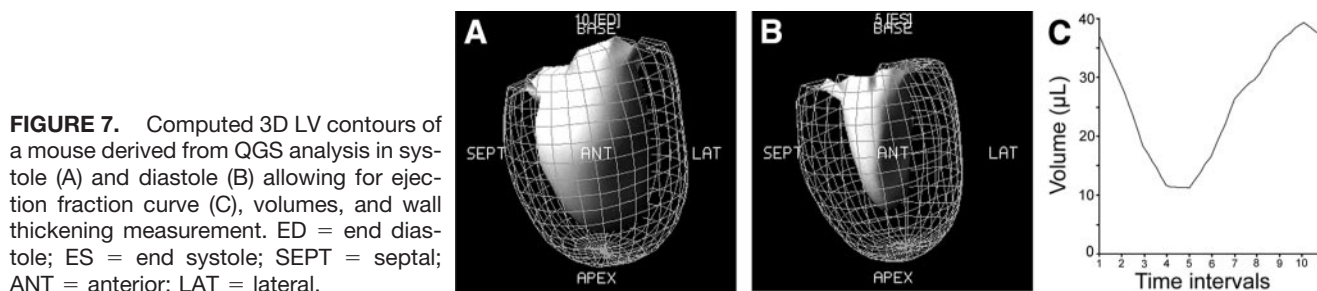 FIGURE 7. Computed 3D LV contours of
a mouse derived from QGS analysis in sys-
tole (A) and diastole (B) allowing for ejec-
tion fraction curve (C), volumes, and wall
thickening measurement. ED = end dias-
tole; ES = end systole; SEPT = septal;
ANT = anterior; LAT = lateral.
A
10 [ED]
BASE
SEPT
ANT
LAT
APEX
B
5 [ES]
BASE
SEPT
ANT
LAT
APEX
C
Volume (µL)
40
30
20
10
0
1 2 3 4 5 6 7 8 9 10
Time intervals